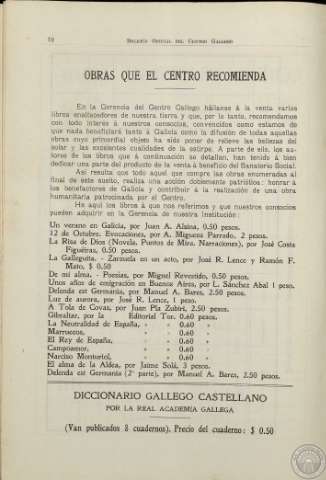 10
BOLETÍN OFICIAL DEL CENTRO GALLEGO
OBRAS QUE EL CENTRO RECOMIENDA
En la Gerencia del Centro Gallego hállanse á la venta varios
libros enaltecedores de nuestra tierra y que, por lo tanto, recomendamos
con todo interés á nuestros consocios, convencidos como estamos de
que nada beneficiará tanto á Galicia como la difusión de todas aquellas
obras cuyo primordial objeto ha sido poner de relieve las bellezas del
solar y las excelentes cualidades de la estirpe. A parte de ello, los au-
tores de los libros que á continuación se detallan, han tenido á bien
dedicar una parte del producto de la venta á beneficio del Sanatorio Social.
Así resulta que todo aquel que compre las obras enumeradas al
final de este suelto, realiza una acción doblemente patriótica: honrar á
los benefactores de Galicia y contribuir á la realización de una obra
humanitaria patrocinada por el Centro.
He aquí los libros á que nos referimos y que nuestros consocios
pueden adquirir en la Gerencia de nuestra Institución:
Un verano en Galicia, por Juan A. Alsina, 0.50 pesos.
12 de Octubre. Evocaciones, por A. Miguens Parrado, 2 pesos.
La Risa de Dios (Novela. Puntos de Mira. Narraciones), por José Costa
Figueiras, 0.50 pesos.
La Galleguita. - Zarzuela en un acto, por José R. Lence y Ramón F.
Mato, $ 0.50
De mi alma. - Poesías, por Miguel Revertido, 0.50 pesos.
Unos años de emigración en Buenos Aires, por L. Sánchez Abal 1 peso.
Delenda est Germania, por Manuel A. Bares, 2.50 pesos.
Luz de aurora, por José R. Lence, 1 peso.
A Tola de Covas, por Juan Pla Zubiri, 2.50 pesos.
Gibraltar, por la Editorial Tor. 0.60 pesos.
La Neutralidad de España, » » 0.60 »
Marruecos, » » 0.60 »
El Rey de España, » » 0.60 »
Campoamor, » » 0.60 »
Narciso Monturiol, » » 0.60 »
El alma de la Aldea, por Jaime Solá, 3 pesos.
Delenda est Germania (2ª parte), por Manuel A. Bares, 2.50 pesos.
DICCIONARIO GALLEGO CASTELLANO
POR LA REAL ACADEMIA GALLEGA
(Van publicados 8 cuadernos). Precio del cuaderno: $ 0.50